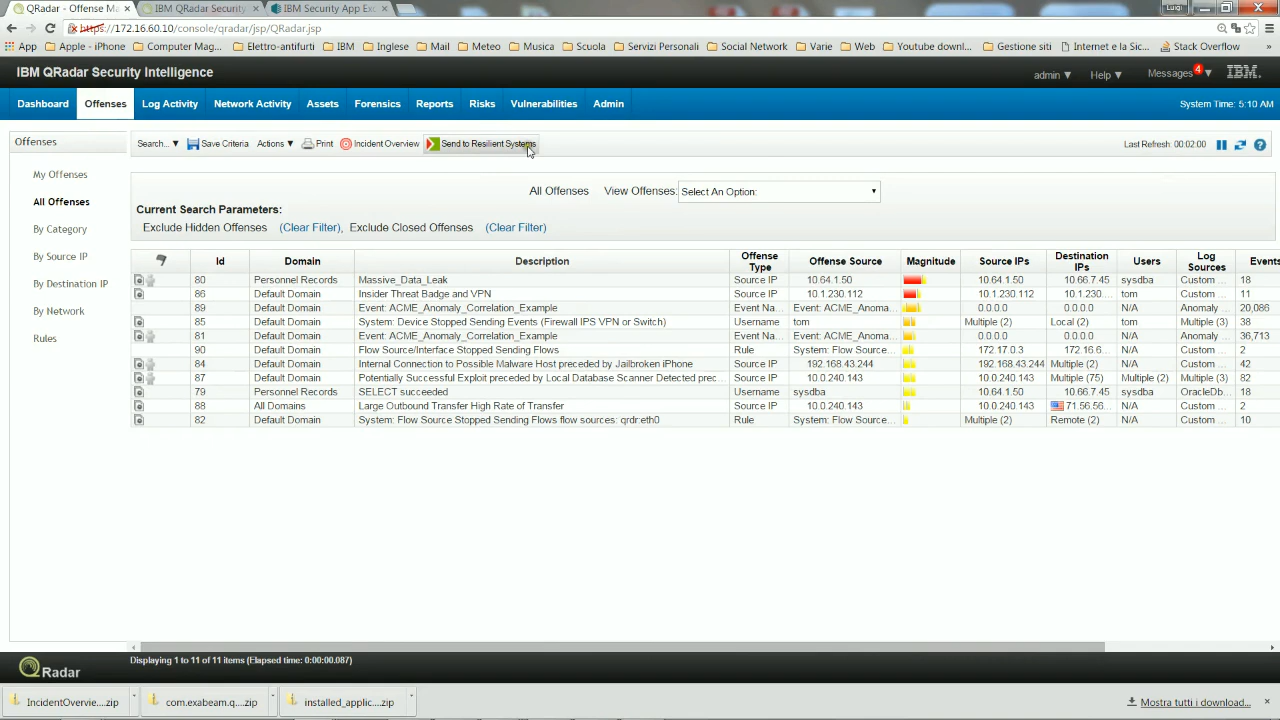 QRadar - Offense Ma
IBM QRadar Security
IBM Security App Exc
Luigi
https://172.16.60.10/console/qradar/jsp/QRadar.jsp
App
Apple - iPhone
Computer Mag...
Elettro-antifurti
IBM
Inglese
Mail
Meteo
Musica
Scuola
Servizi Personali
Social Network
Varie
Web
Youtube downl...
Gestione siti
Internet e la Sic...
Stack Overflow
»
IBM QRadar Security Intelligence
admin ▼
Help ▼
Messages 4 ▼
IBM
Dashboard
Offenses
Log Activity
Network Activity
Assets
Forensics
Reports
Risks
Vulnerabilities
Admin
System Time: 5:10 AM
Offenses
My Offenses
All Offenses
By Category
By Source IP
By Destination IP
By Network
Rules
Search... ▼
Save Criteria
Actions ▼
Print
Incident Overview
Send to Resilient Systems
Last Refresh: 00:02:00
All Offenses
View Offenses:
Select An Option:
Current Search Parameters:
Exclude Hidden Offenses (Clear Filter), Exclude Closed Offenses (Clear Filter)
Id Domain Description Offense Type Offense Source Magnitude Source IPs Destination IPs Users Log Sources Events
80 Personnel Records Massive_Data_Leak Source IP 10.64.1.50 10.64.1.50 10.66.7.45 sysdba Custom ... 18
86 Default Domain Insider Threat Badge and VPN Source IP 10.1.230.112 10.1.230.112 10.1.230.... tom Custom ... 11
89 Default Domain Event: ACME_Anomaly_Correlation_Example Event Na... Event: ACME_Anoma... 0.0.0.0 0.0.0.0 N/A Anomaly ... 20,086
85 Default Domain System: Device Stopped Sending Events (Firewall IPS VPN or Switch) Username tom Multiple (2) Local (2) tom Multiple (3) 38
81 Default Domain Event: ACME_Anomaly_Correlation_Example Event Na... Event: ACME_Anoma... 0.0.0.0 0.0.0.0 N/A Anomaly ... 36,713
90 Default Domain Flow Source/Interface Stopped Sending Flows Rule System: Flow Source... 172.17.0.3 172.16.6... N/A Custom ... 2
84 Default Domain Internal Connection to Possible Malware Host preceded by Jailbroken iPhone Source IP 192.168.43.244 192.168.43.244 Multiple (2) N/A Custom ... 42
87 Default Domain Potentially Successful Exploit preceded by Local Database Scanner Detected prec... Source IP 10.0.240.143 10.0.240.143 Multiple (75) Multiple (2) Multiple (3) 82
79 Personnel Records SELECT succeeded Username sysdba 10.64.1.50 10.66.7.45 sysdba OracleDb... 18
88 All Domains Large Outbound Transfer High Rate of Transfer Source IP 10.0.240.143 10.0.240.143 71.56.56... N/A Custom ... 2
82 Default Domain System: Flow Source Stopped Sending Flows flow sources: qrdr:eth0 Rule System: Flow Source... Multiple (2) Remote (2) N/A Custom ... 10
QRadar
Displaying 1 to 11 of 11 items (Elapsed time: 0:00:00.087)
IncidentOvervie....zip
com.exabeam.q....zip
installed_applic....zip
Mostra tutti i download...